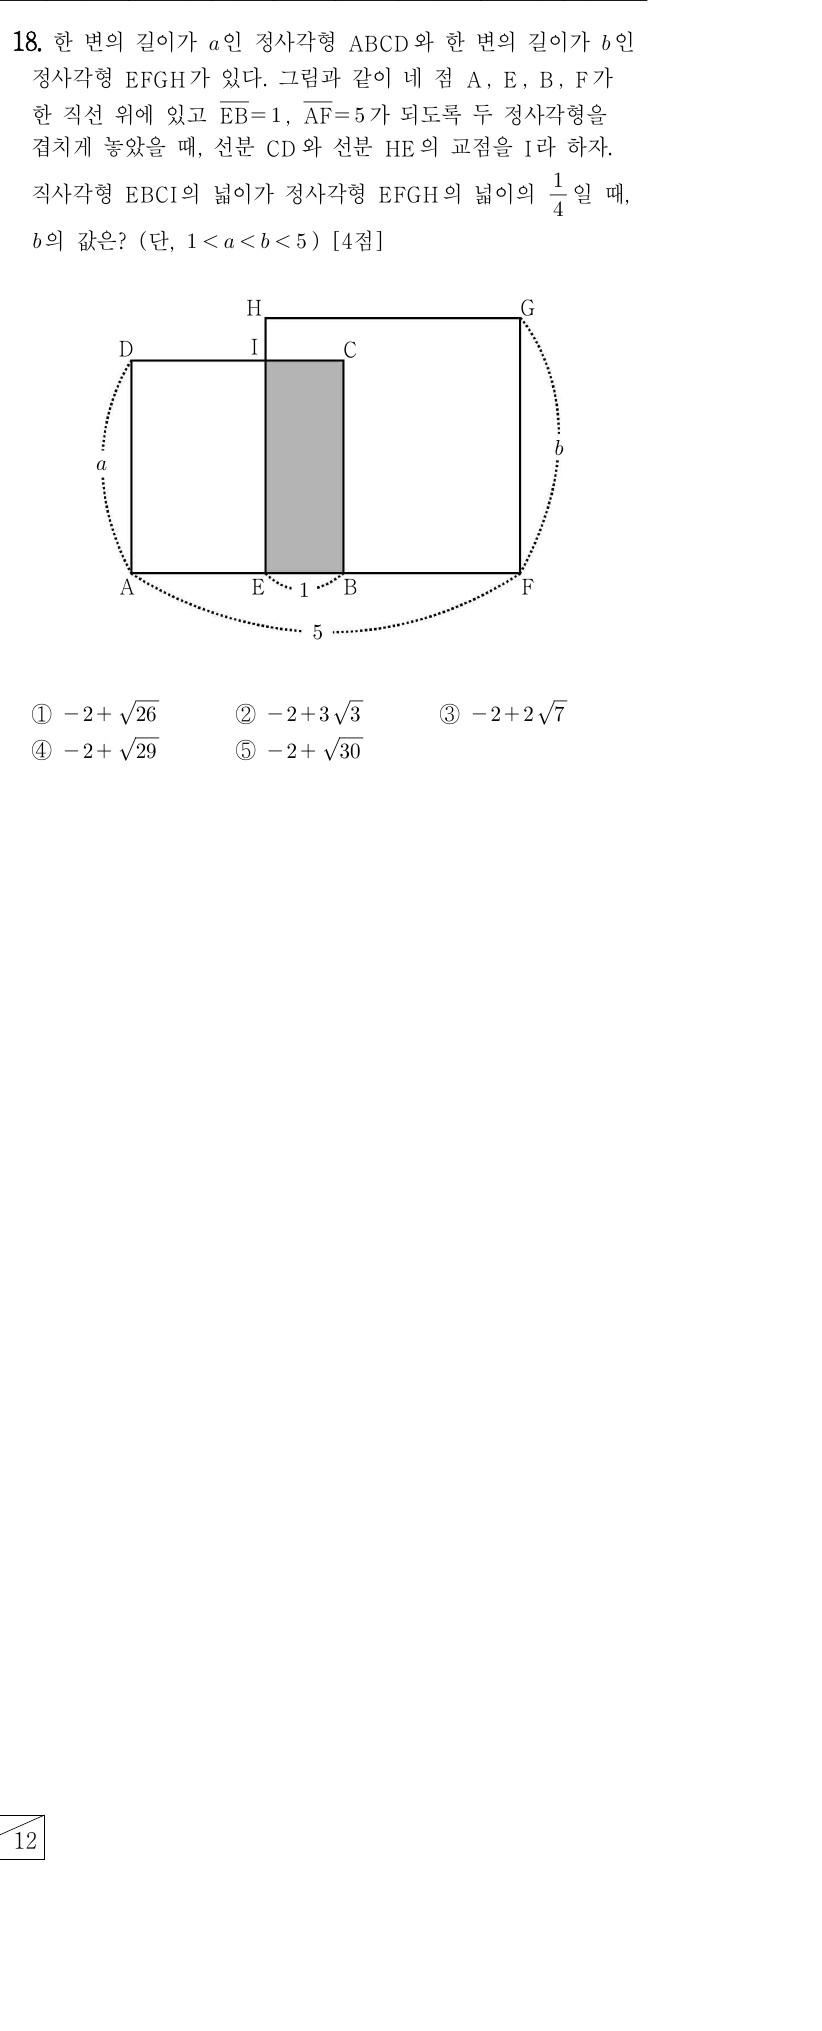 18. 한 변의 길이가 a인 정사각형 ABCD와 한 변의 길이가 b인
정사각형 EFGH가 있다. 그림과 같이 네 점 A, E, B, F가
한 직선 위에 있고 \overline{EB}=1, \overline{AF}=5가 되도록 두 정사각형을
겹치게 놓았을 때, 선분 CD와 선분 HE의 교점을 I라 하자.
직사각형 EBCI의 넓이가 정사각형 EFGH의 넓이의 \frac{1}{4}일 때,
b의 값은? (단, 1<a<b<5) [4점]
H G
D I C
b
a
A E 1 B F
5
① -2+√26 ② -2+3√3 ③ -2+2√7
④ -2+√29 ⑤ -2+√30
12